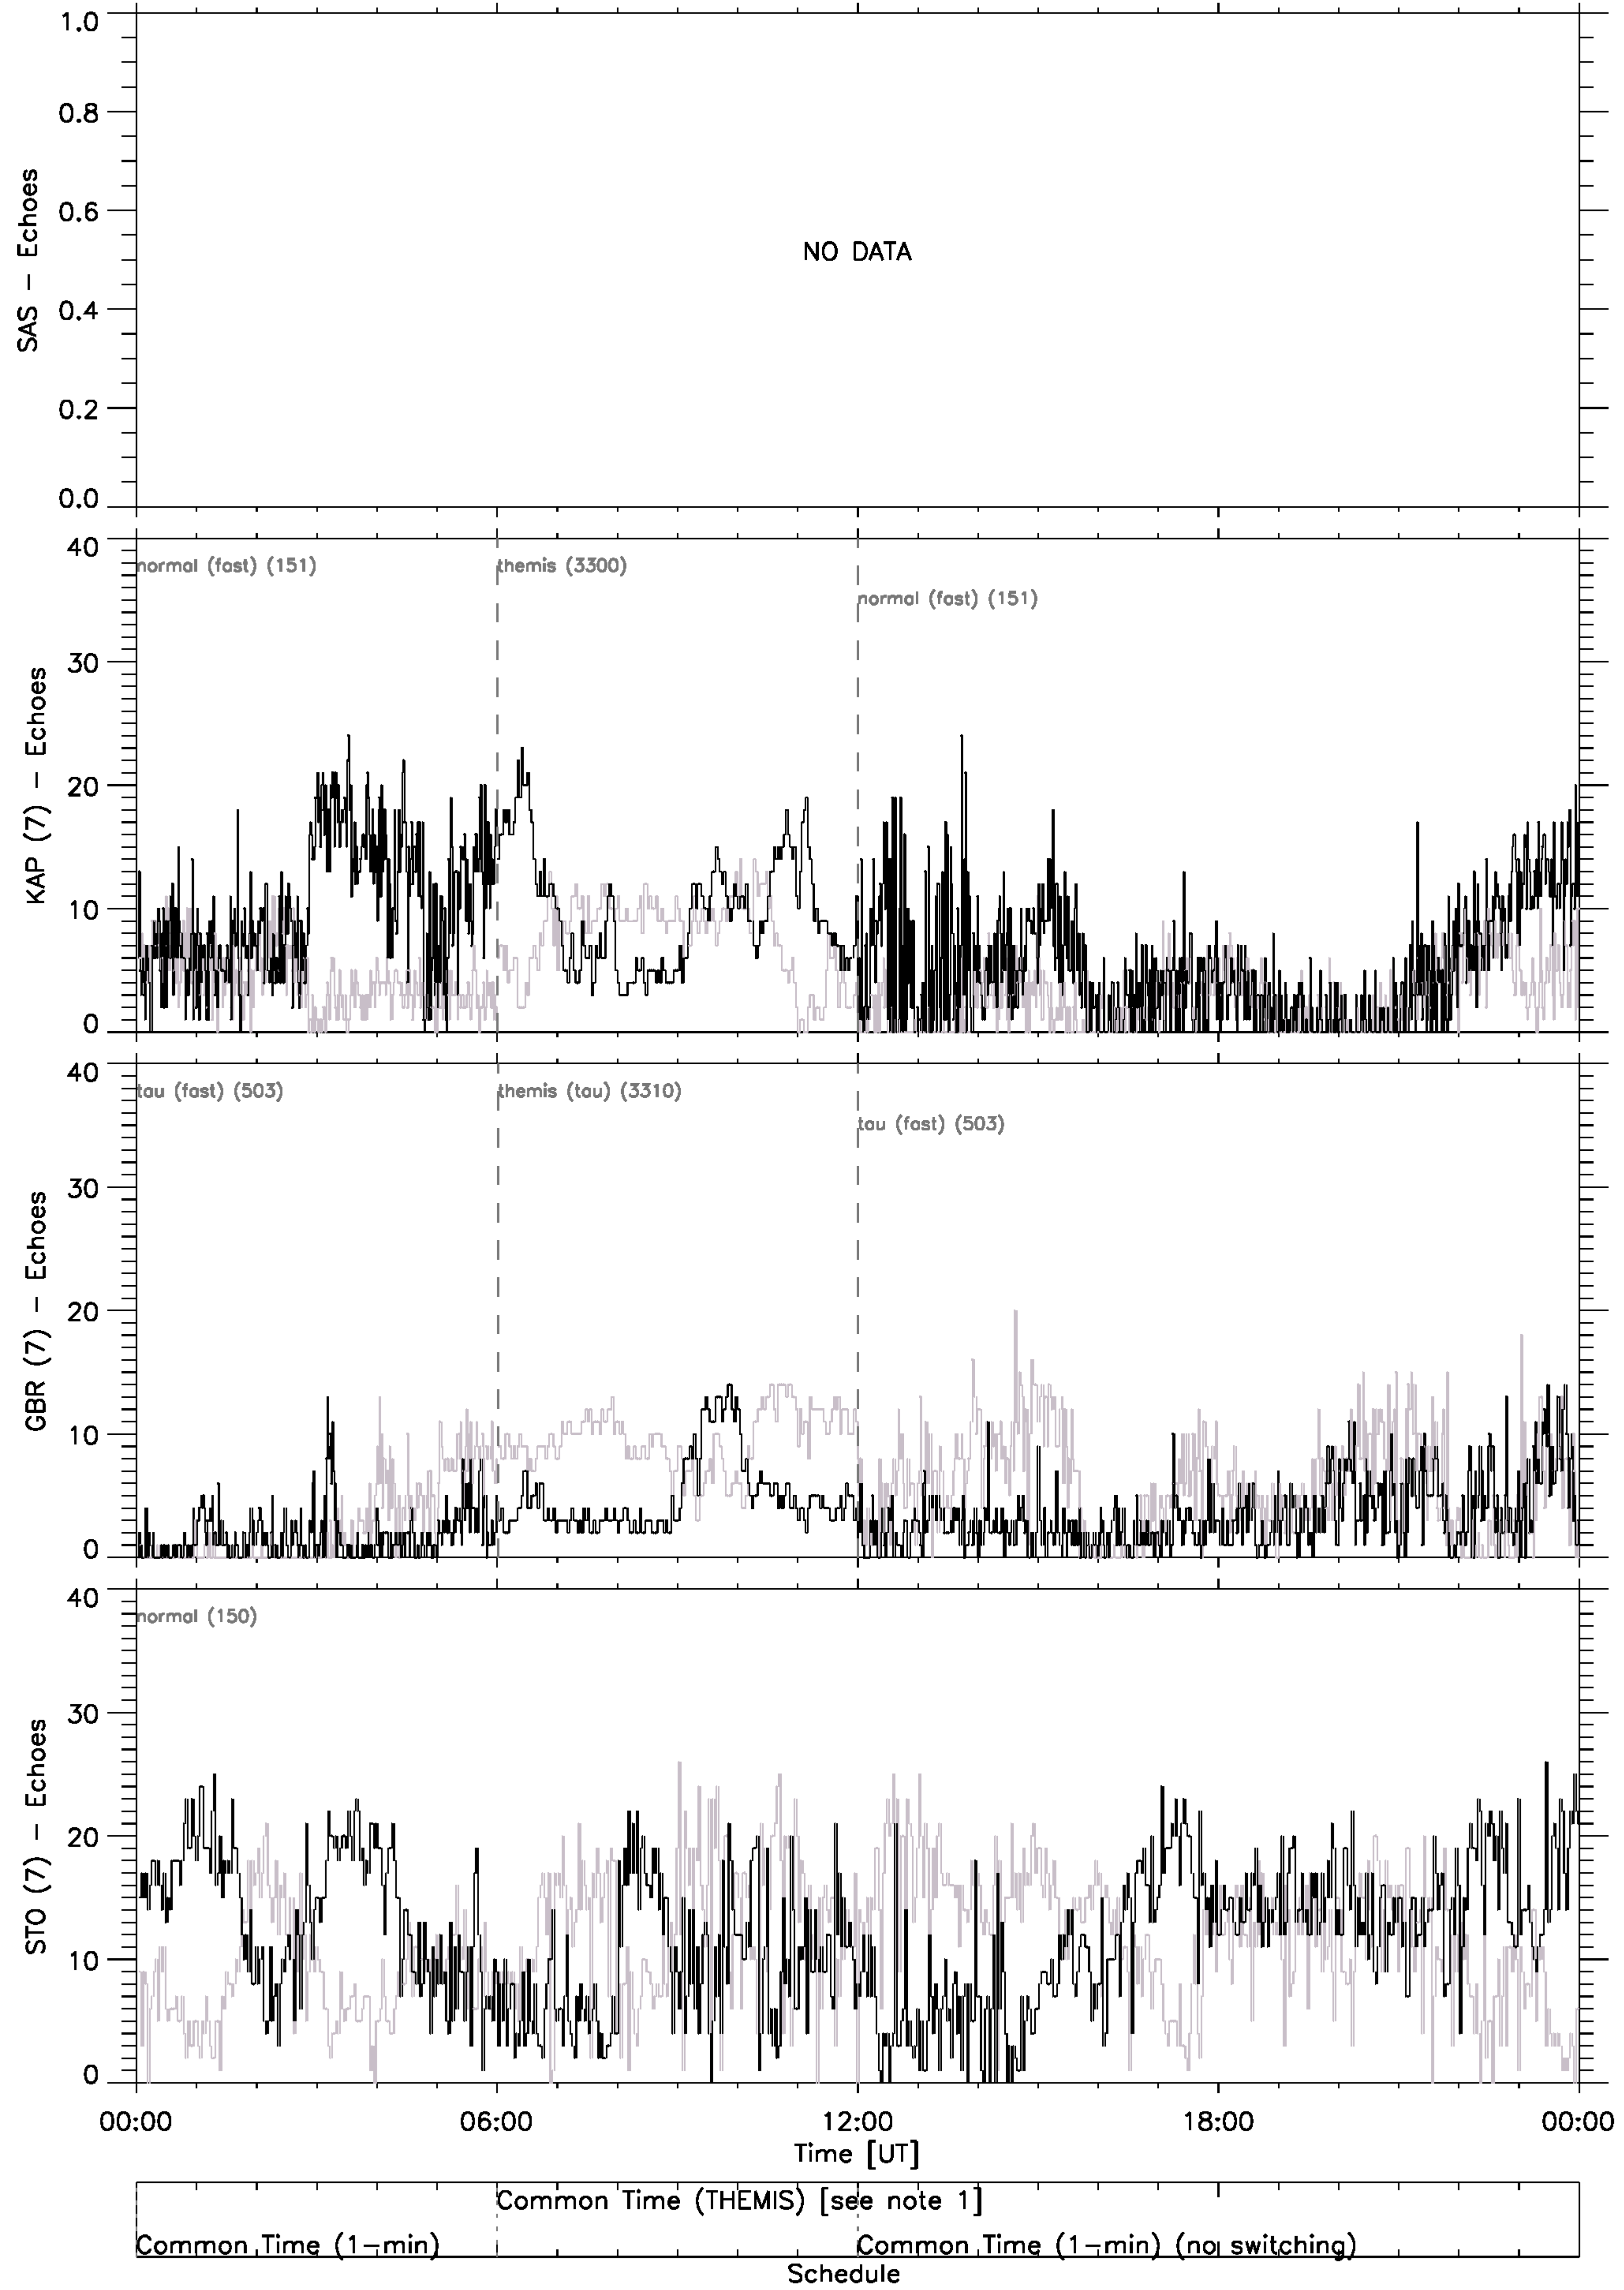 1.0
0.8
0.6
0.4
0.2
0.0
SAS - Echoes
NO DATA
40
30
20
10
0
KAP (7) - Echoes
normal (fast) (151)
themis (3300)
normal (fast) (151)
40
30
20
10
0
GBR (7) - Echoes
tau (fast) (503)
themis (tau) (3310)
tau (fast) (503)
40
30
20
10
0
STO (7) - Echoes
normal (150)
00:00 06:00 12:00 18:00 00:00
Time [UT]
Common Time (THEMIS) [see note 1]
Common Time (1-min)
Common Time (1-min) (no switching)
Schedule